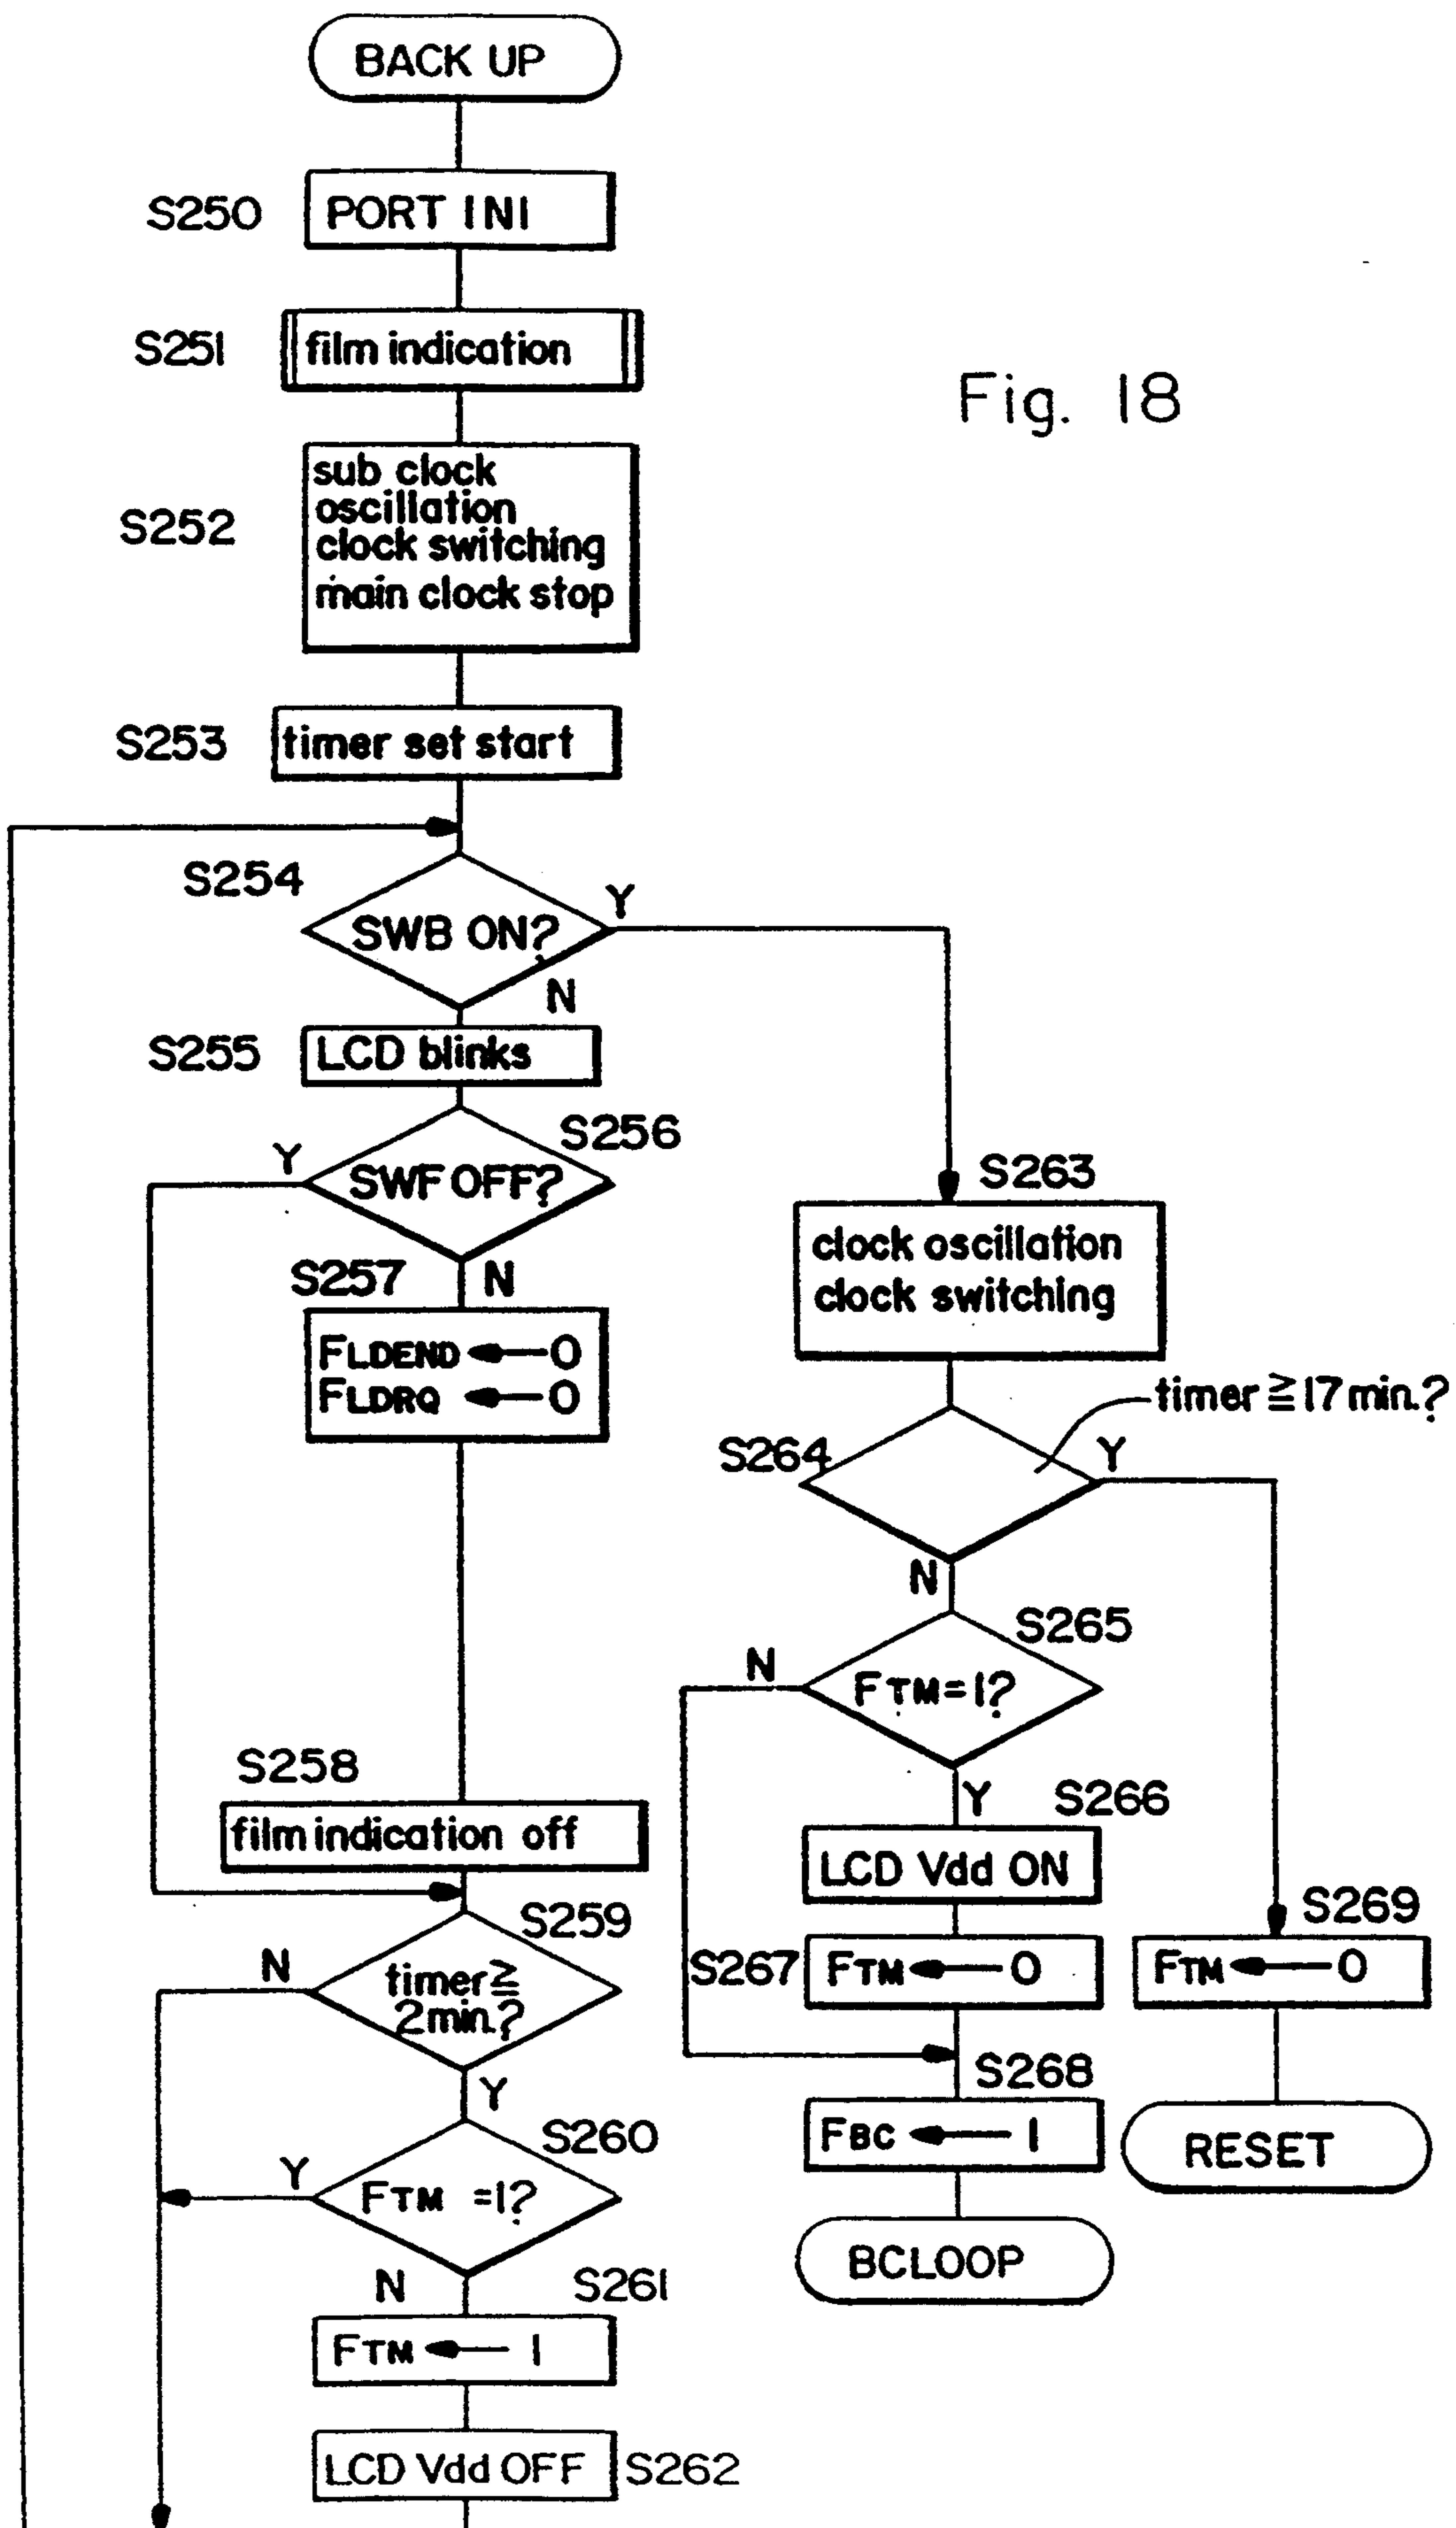 BACK UP
S250
PORT INI
S251
film indication
Fig. 18
S252
sub clock
oscillation
clock switching
main clock stop
S253
timer set start
S254
SWB ON?
Y
N
S255
LCD blinks
S256
Y
SWF OFF?
S257
N
FLDEND ← 0
FLDRQ ← 0
S258
film indication off
S259
N
timer ≧
2min.?
Y
S260
Y
FTM =1?
N
S261
FTM ← 1
LCD Vdd OFF
S262
S263
clock oscillation
clock switching
timer ≧ 17 min.?
S264
Y
N
S265
N
FTM=1?
Y
S266
LCD Vdd ON
S267
FTM ← 0
S268
FBC ← 1
BCLOOP
S269
FTM ← 0
RESET